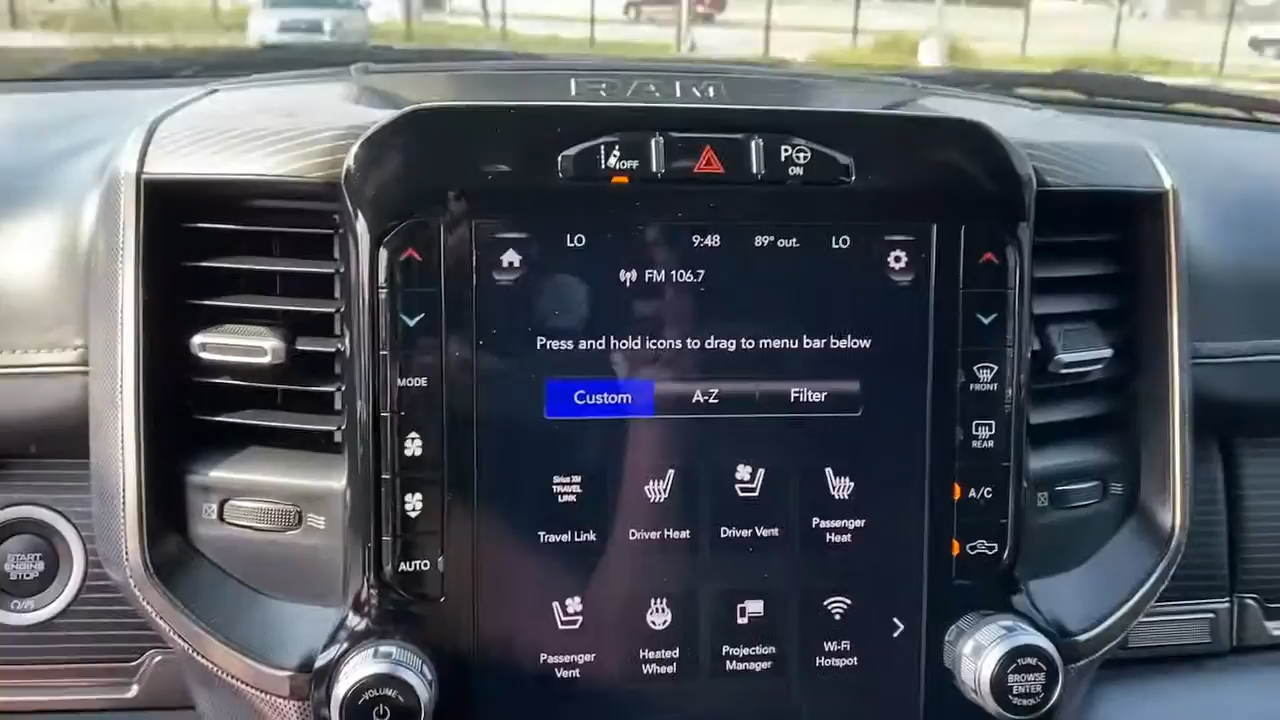 RAM
OFF
P
ON
LO
9:48
89° out.
LO
FM 106.7
Press and hold icons to drag to menu bar below
MODE
FRONT
Custom
A-Z
Filter
REAR
Sirius XM
TRAVEL
LINK
A/C
Travel Link
Driver Heat
Driver Vent
Passenger
Heat
AUTO
START
ENGINE
STOP
Passenger
Vent
Heated
Wheel
Projection
Manager
Wi-Fi
Hotspot
VOLUME
TUNE
BROWSE
ENTER
SCROLL